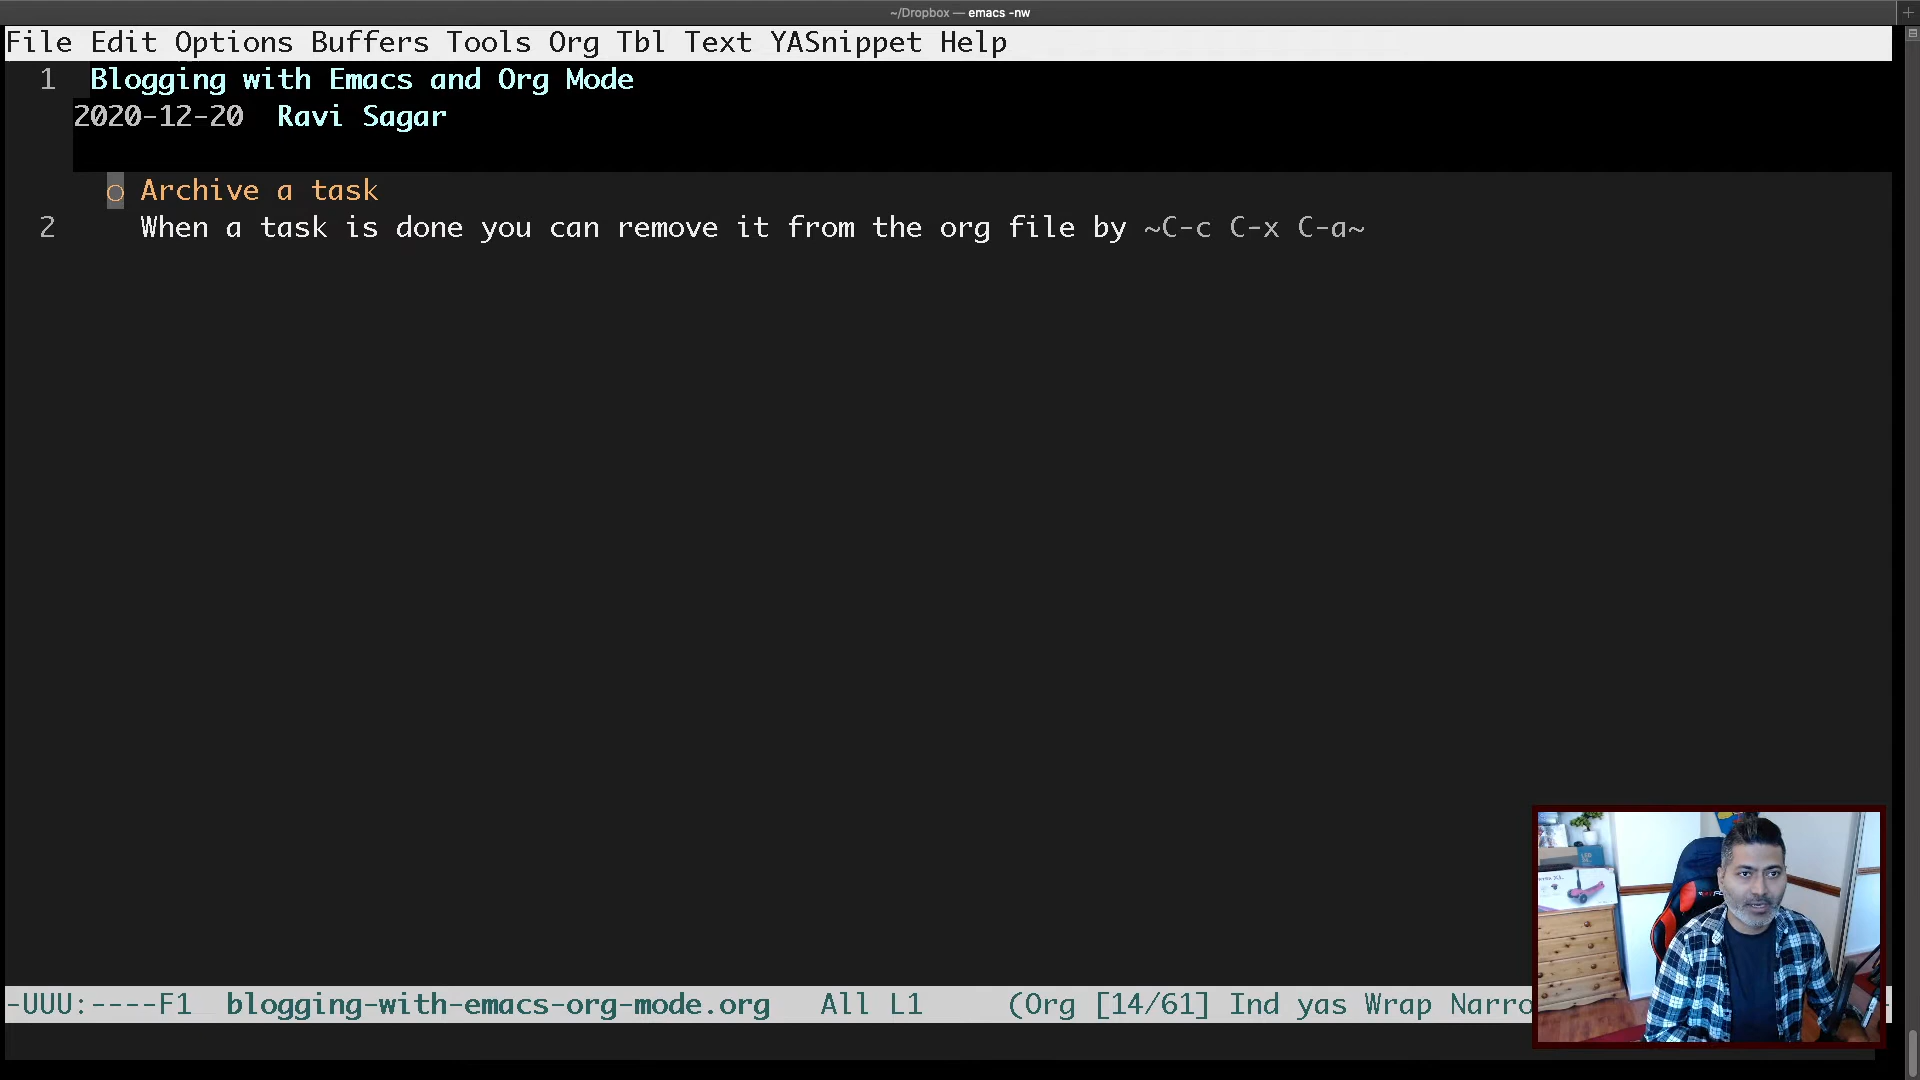 ~/Dropbox — emacs -nw
File Edit Options Buffers Tools Org Tbl Text YASnippet Help
1 Blogging with Emacs and Org Mode
2020-12-20 Ravi Sagar
○ Archive a task
2 When a task is done you can remove it from the org file by ~C-c C-x C-a~
-UUU:----F1 blogging-with-emacs-org-mode.org All L1 (Org [14/61] Ind yas Wrap Narro